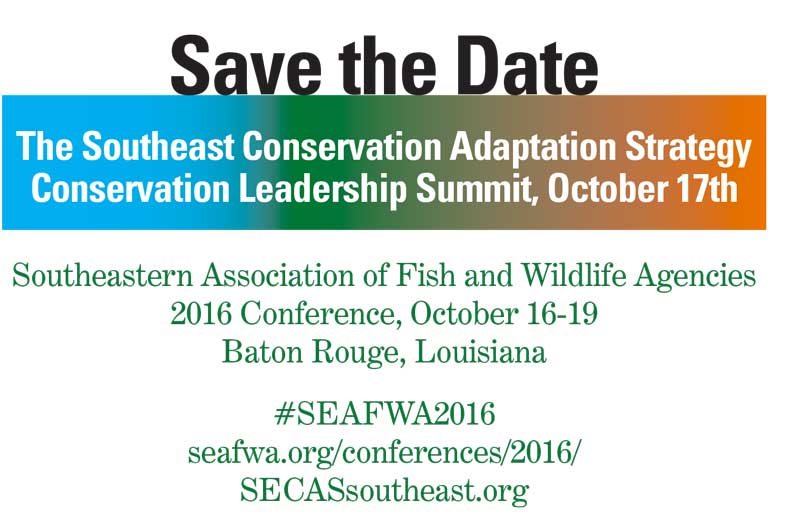 Save the Date
The Southeast Conservation Adaptation Strategy
Conservation Leadership Summit, October 17th
Southeastern Association of Fish and Wildlife Agencies
2016 Conference, October 16-19
Baton Rouge, Louisiana
#SEAFWA2016
seafwa.org/conferences/2016/
SECASsoutheast.org